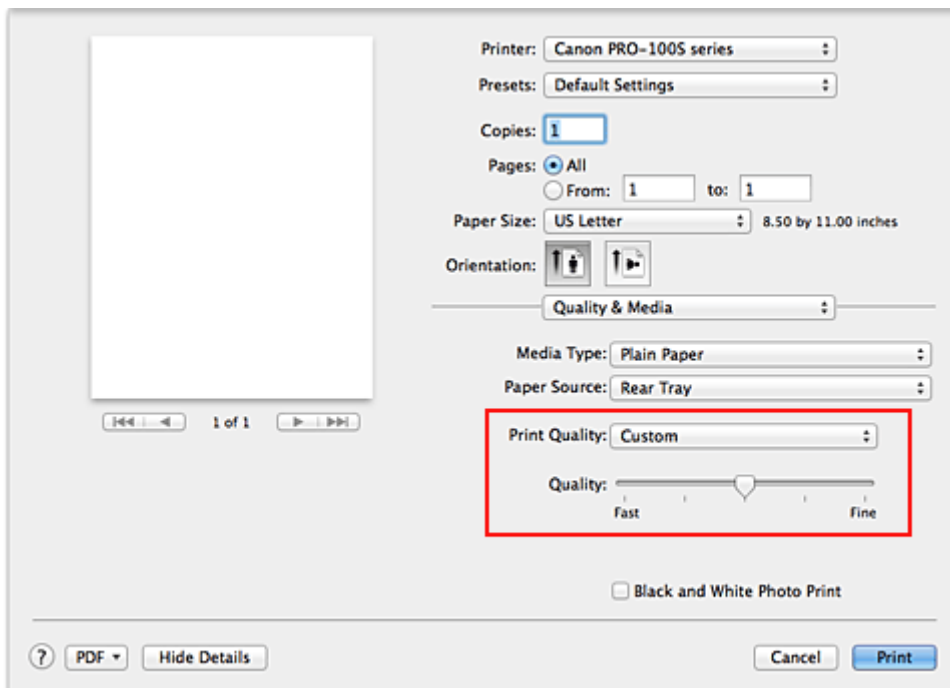 Printer: Canon PRO-100S series
Presets: Default Settings
Copies: 1
Pages: All
From: 1 to: 1
Paper Size: US Letter 8.50 by 11.00 inches
Orientation:
Quality & Media
Media Type: Plain Paper
Paper Source: Rear Tray
1 of 1
Print Quality: Custom
Quality:
Fast Fine
Black and White Photo Print
? PDF Hide Details Cancel Print